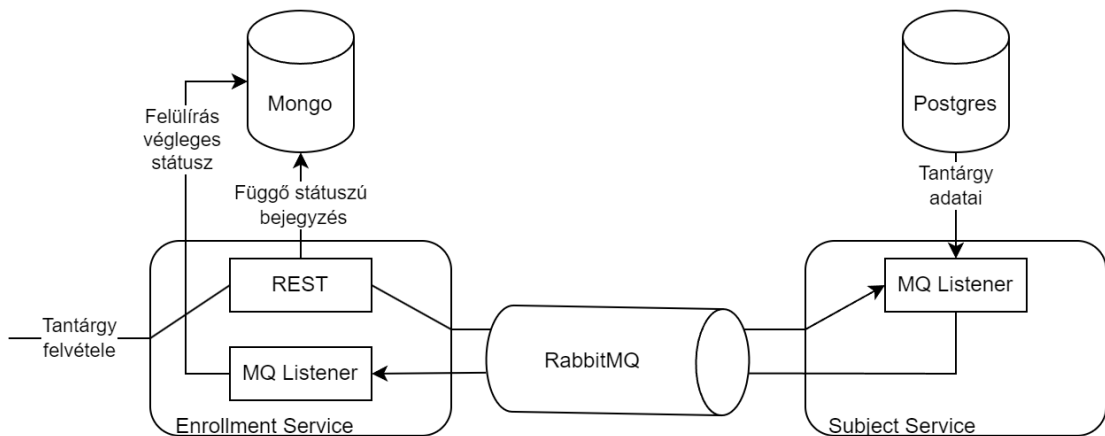 Mongo
Postgres
Felülírás
végleges
státusz
Függő státuszú
bejegyzés
Tantárgy
adatai
REST
MQ Listener
Tantárgy
felvétele
RabbitMQ
MQ Listener
Enrollment Service
Subject Service